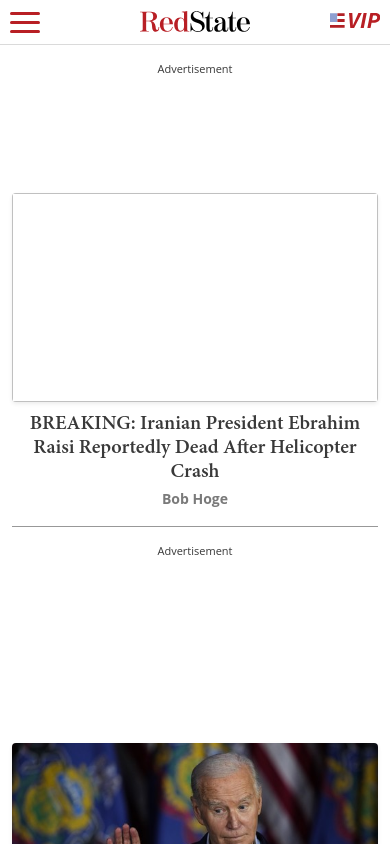 RedState
VIP
Advertisement
BREAKING: Iranian President Ebrahim
Raisi Reportedly Dead After Helicopter
Crash
Bob Hoge
Advertisement